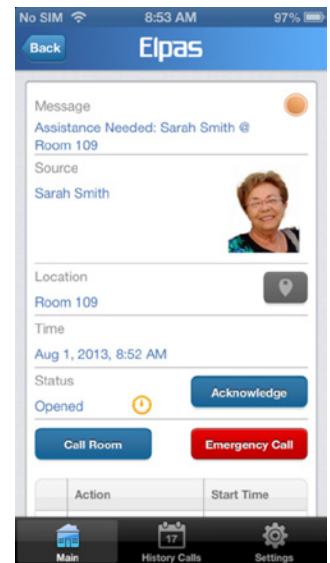 No SIM 8:53 AM 97%
Back Elpas
Message
Assistance Needed: Sarah Smith @
Room 109
Source
Sarah Smith
Location
Room 109
Time
Aug 1, 2013, 8:52 AM
Status
Opened Acknowledge
Call Room Emergency Call
Action Start Time
17
Main History Calls Settings